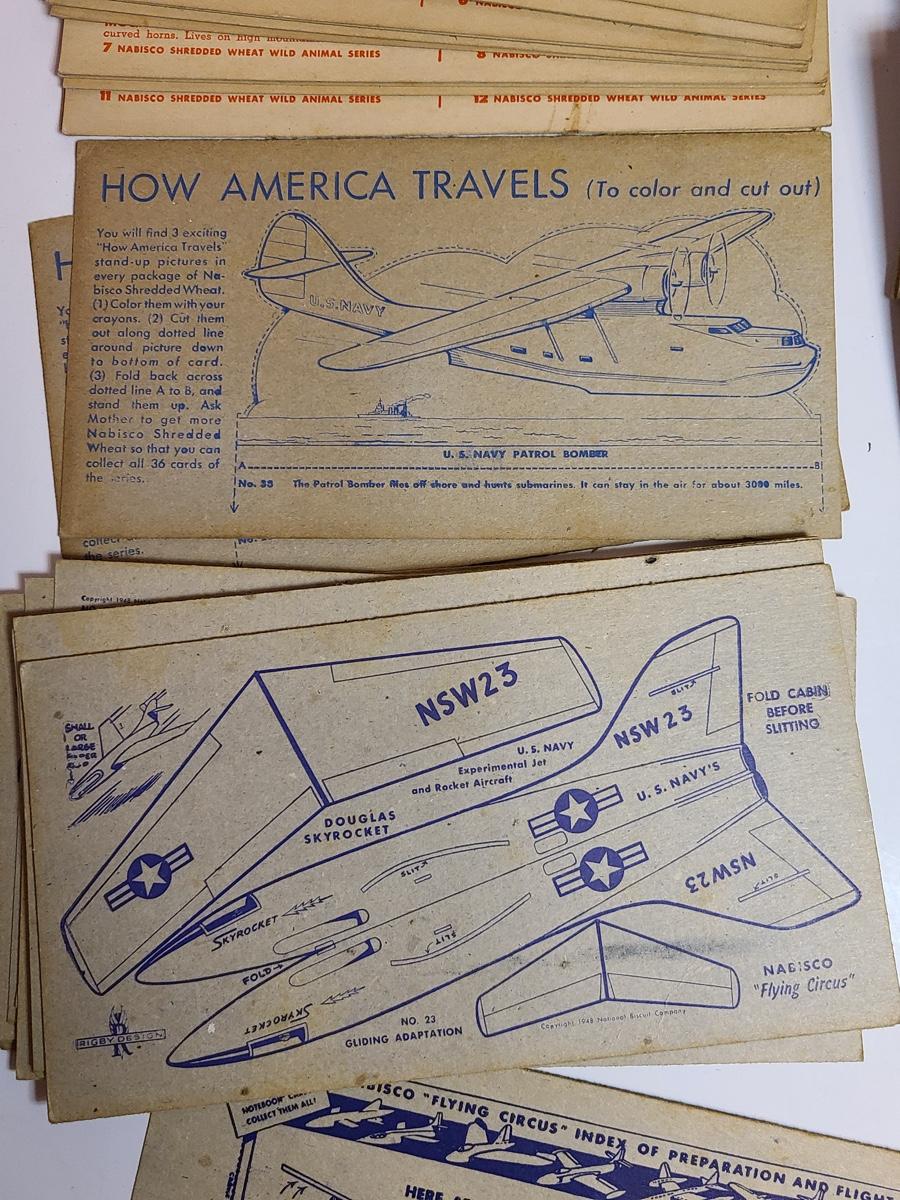 curved horns. Lives on high
7 NABISCO SHREDDED WHEAT WILD ANIMAL SERIES
8 NABISCO
11 NABISCO SHREDDED WHEAT WILD ANIMAL SERIES
12 NABISCO SHREDDED WHEAT WILD ANIMAL SERIES
HOW AMERICA TRAVELS (To color and cut out)
You will find 3 exciting
"How America Travels"
stand-up pictures in
every package of Na-
bisco Shredded Wheat.
(1) Color them with your
crayons. (2) Cut them
out along dotted line
around picture down
to bottom of card.
(3) Fold back across
dotted line A to B, and
stand them up. Ask
Mother to get more
Nabisco Shredded
Wheat so that you can
collect all 36 cards of
the series.
U.S. NAVY
U. S. NAVY PATROL BOMBER
A
B
No. 35 The Patrol Bomber flies off shore and hunts submarines. It can stay in the air for about 3000 miles.
collect
the series.
Copyright 1948
NSW23
U. S. NAVY
Experimental Jet
and Rocket Aircraft
DOUGLAS
SKYROCKET
SLIT
NSW 23
FOLD CABIN
BEFORE
SLITTING
SMALL
OR
LARGE
U. S. NAVY'S
SLIT
NSW23
SLIT
SLIT
SKYROCKET
FOLD
SKYROCKET
NO. 23
GLIDING ADAPTATION
NABISCO
"Flying Circus"
Copyright 1948 National Biscuit Company
RIGBY DESIGN
R
NOTEBOOK
COLLECT THEM ALL!
"FLYING CIRCUS" INDEX OF PREPARATION AND FLIGHT
HERE